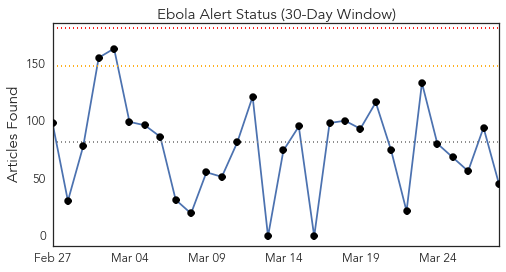 Ebola Alert Status (30-Day Window)
Articles Found
150
100
50
0
Feb 27 Mar 04 Mar 09 Mar 14 Mar 19 Mar 24